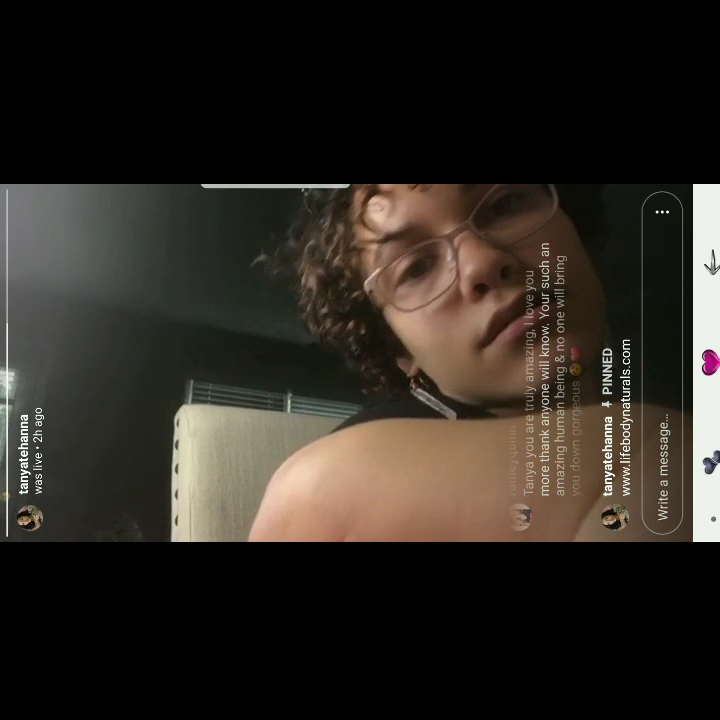 tanyatehanna
was live • 2h ago
Tanya you are truly amazing, I love you
more thank anyone will know. Your such an
amazing human being & no one will bring
you down gorgeous 😢❤️
tanyatehanna 📌 PINNED
www.lifebodynaturals.com
Write a message...